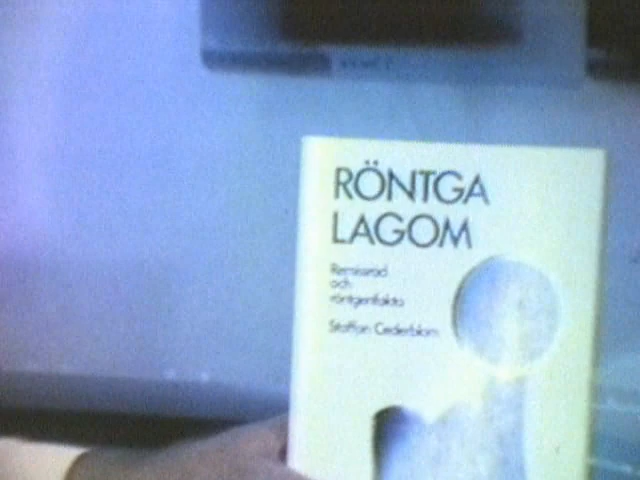 RÖNTGA
LAGOM
Remissråd
och
röntgenfakta
Staffan Cederblom